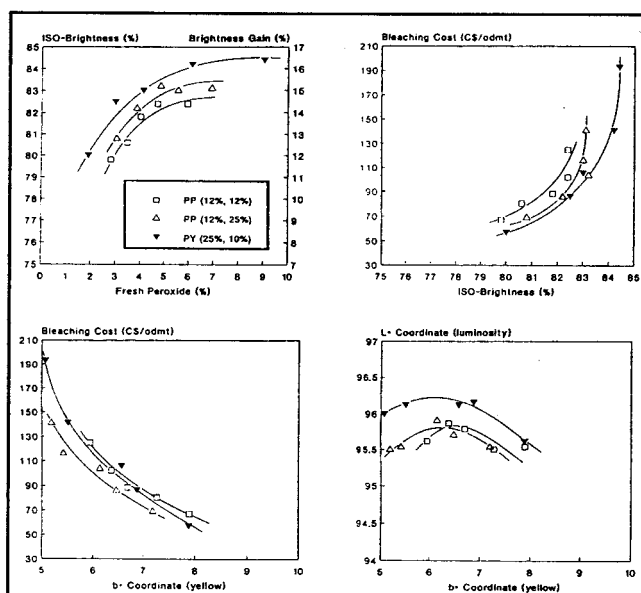 ISO-Brightness (%) Brightness Gain (%)
85 16
84 15
83 14
82 13
81 12
80 11
79 10
78 9
77 8
76
75 7
0 1 2 3 4 5 6 7 8 9 10
Fresh Peroxide (%)
□ PP (12%, 12%)
△ PP (12%, 25%)
▼ PY (25%, 10%)
Bleaching Cost (C$/odmt)
210
190
170
150
130
110
90
70
50
30
75 75 76 77 78 79 80 81 82 83 84 85
ISO-Brightness (%)
Bleaching Cost (C$/odmt)
210
190
170
150
130
110
90
70
50
30
5 6 7 8 9 10
b* Coordinate (yellow)
L* Coordinate (luminosity)
97
96.5
96
95.5
95
94.5
94
5 6 7 8 9 10
b* Coordinate (yellow)